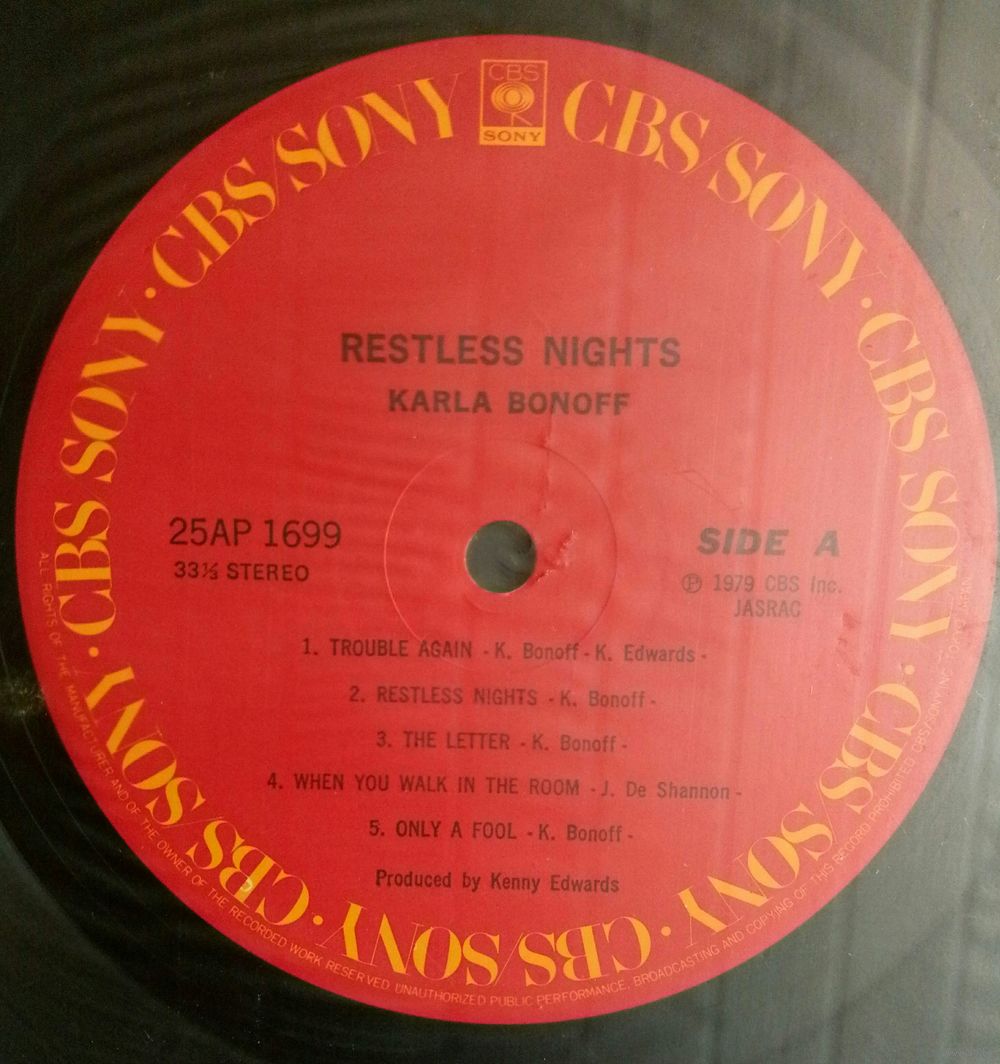 CBS
SONY
CBS/SONY · CBS/SONY · CBS/SONY · CBS/SONY · CBS/SONY · CBS/SONY · CBS/SONY · CBS/SONY
RESTLESS NIGHTS
KARLA BONOFF
25AP 1699
33⅓ STEREO
SIDE A
Ⓟ 1979 CBS Inc.
JASRAC
1. TROUBLE AGAIN - K. Bonoff - K. Edwards -
2. RESTLESS NIGHTS - K. Bonoff -
3. THE LETTER - K. Bonoff -
4. WHEN YOU WALK IN THE ROOM - J. De Shannon -
5. ONLY A FOOL - K. Bonoff -
Produced by Kenny Edwards
ALL RIGHTS OF THE MANUFACTURER AND OF THE OWNER OF THE RECORDED WORK RESERVED UNAUTHORIZED PUBLIC PERFORMANCE, BROADCASTING AND COPYING OF THIS RECORD PROHIBITED CBS/SONY INC.